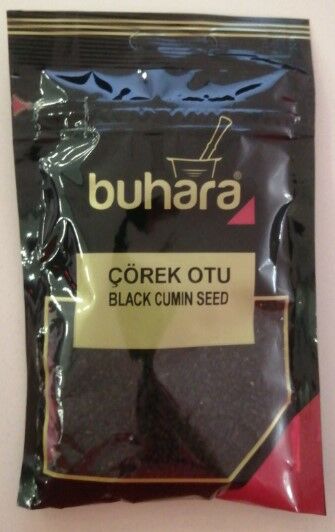 buhara®
ÇÖREK OTU
BLACK CUMIN SEED